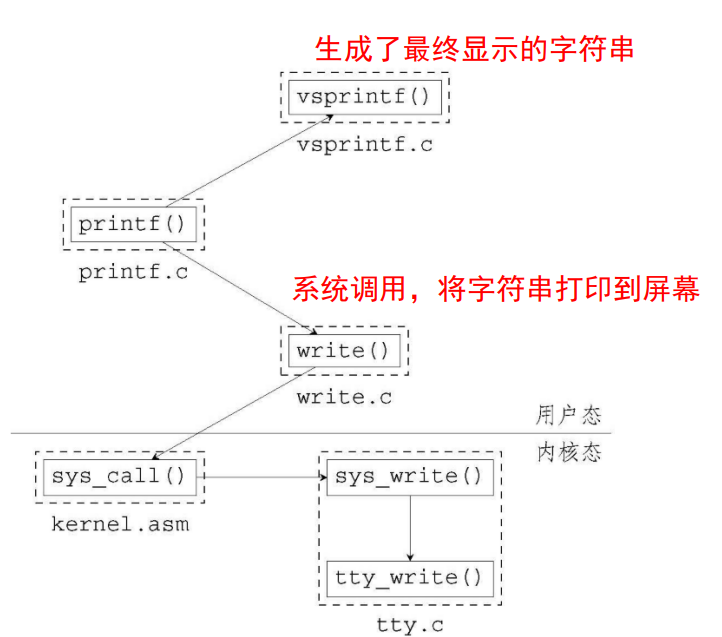 生成了最终显示的字符串
vsprintf()
vsprintf.c
printf()
printf.c
系统调用，将字符串打印到屏幕
write()
write.c
用户态
内核态
sys_call()
kernel.asm
sys_write()
tty_write()
tty.c